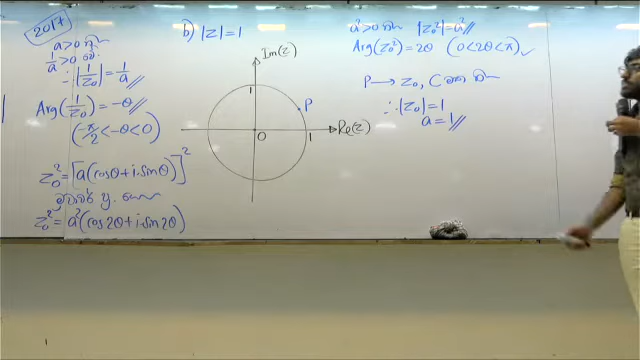 2017
a>0
1/a>0
∴ |1/z₀| = 1/a //
Arg(1/z₀) = -θ //
(-π/2 < -θ < 0)
z₀² = [a(cosθ + i sinθ)]²
z₀² = a²(cos2θ + i sin2θ)
b) |z|=1
Im(z)
1
P
O
1
Re(z)
a²>0 |z₀²|=a² //
Arg(z₀²) = 2θ (0<2θ<π)
P → z₀, C
∴ |z₀| = 1
a = 1 //